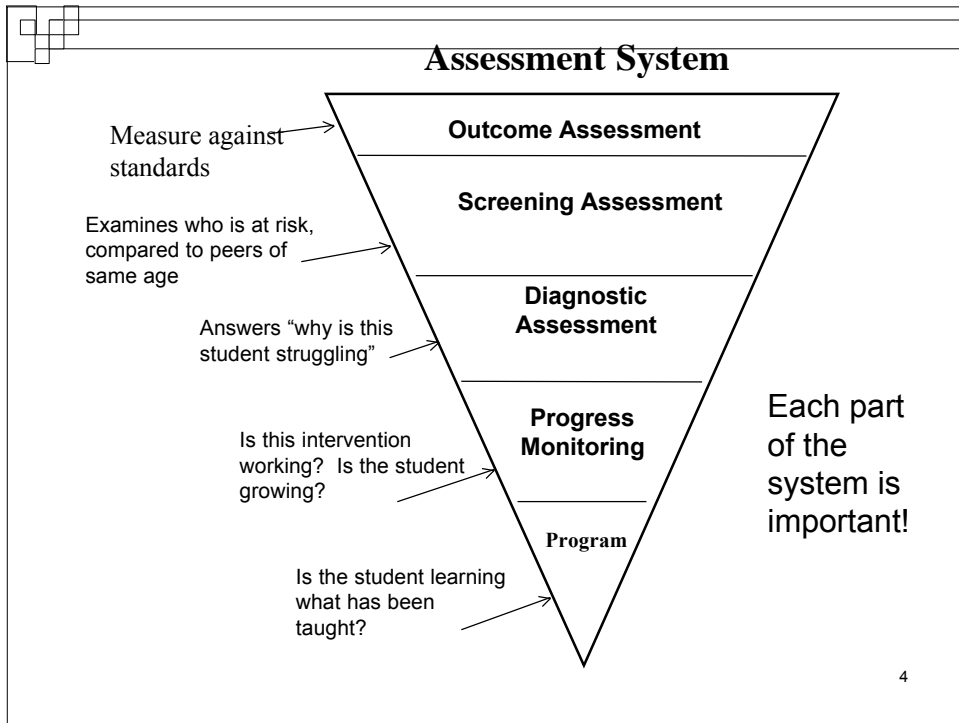 Assessment System
Measure against
standards
Outcome Assessment
Examines who is at risk,
compared to peers of
same age
Screening Assessment
Answers “why is this
student struggling”
Diagnostic
Assessment
Is this intervention
working?  Is the student
growing?
Progress
Monitoring
Is the student learning
what has been
taught?
Program
Each part
of the
system is
important!
4